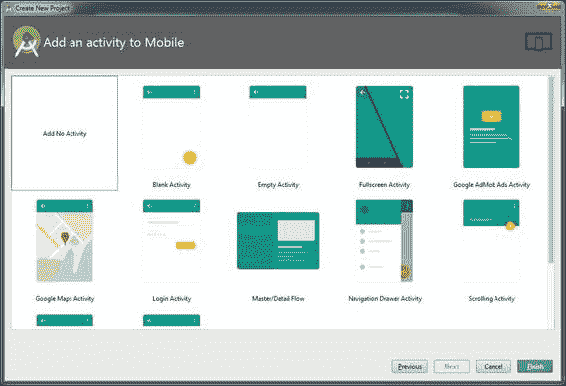 Create New Project
Add an activity to Mobile
Add No Activity
Blank Activity
Empty Activity
Fullscreen Activity
Google AdMob Ads Activity
Google Maps Activity
Login Activity
Master/Detail Flow
Navigation Drawer Activity
Scrolling Activity
Previous
Next
Cancel
Finish